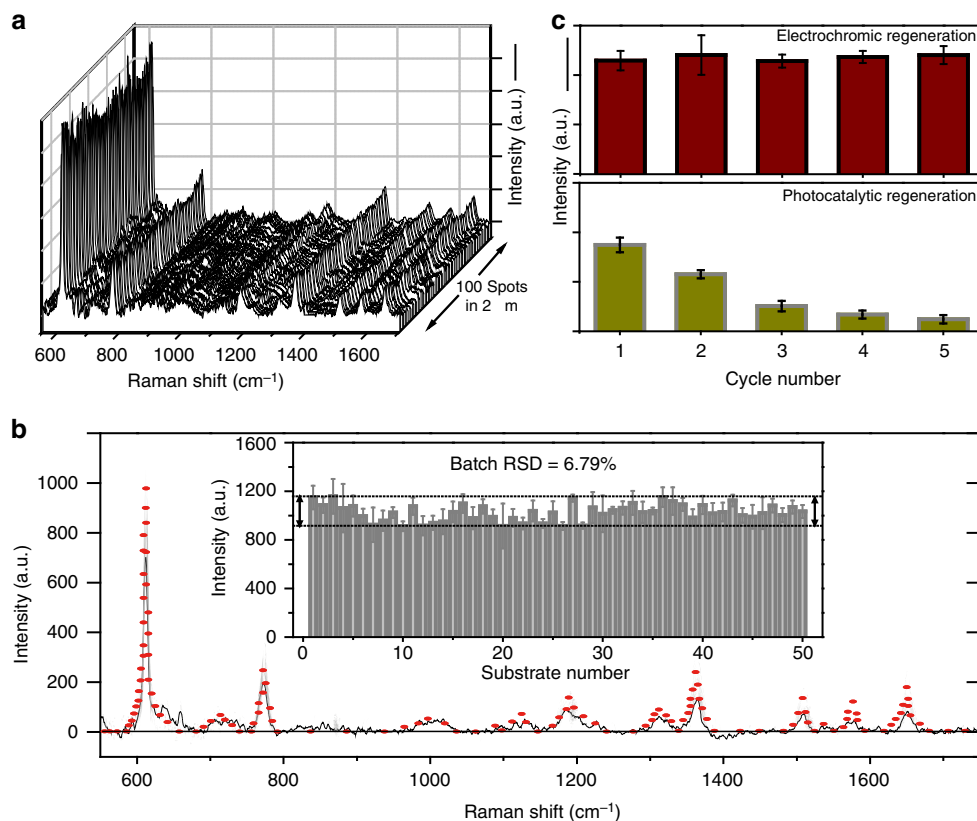 a
Intensity (a.u.)
100 Spots
in 2 m
600 800 1000 1200 1400 1600
Raman shift (cm⁻¹)
c
Electrochromic regeneration
Intensity (a.u.)
Photocatalytic regeneration
1 2 3 4 5
Cycle number
b
1000
800
600
400
200
0
Intensity (a.u.)
600 800 1000 1200 1400 1600
Raman shift (cm⁻¹)
1600
1200
800
400
0
Intensity (a.u.)
Batch RSD = 6.79%
0 10 20 30 40 50
Substrate number